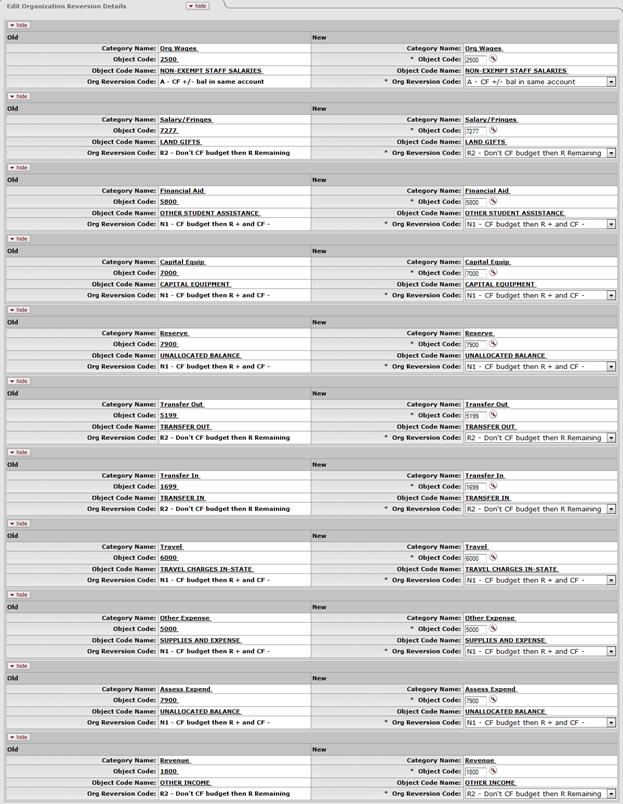 Edit Organization Reversion Details hide
hide
Old New
Category Name: Org Wages Category Name: Org Wages
Object Code: 2500 * Object Code: 2500
Object Code Name: NON-EXEMPT STAFF SALARIES Object Code Name: NON-EXEMPT STAFF SALARIES
Org Reversion Code: A - CF +/- bal in same account * Org Reversion Code: A - CF +/- bal in same account
hide
Old New
Category Name: Salary/Fringes Category Name: Salary/Fringes
Object Code: 7277 * Object Code: 7277
Object Code Name: LAND GIFTS Object Code Name: LAND GIFTS
Org Reversion Code: R2 - Don't CF budget then R Remaining * Org Reversion Code: R2 - Don't CF budget then R Remaining
hide
Old New
Category Name: Financial Aid Category Name: Financial Aid
Object Code: 5800 * Object Code: 5800
Object Code Name: OTHER STUDENT ASSISTANCE Object Code Name: OTHER STUDENT ASSISTANCE
Org Reversion Code: N1 - CF budget then R + and CF - * Org Reversion Code: N1 - CF budget then R + and CF -
hide
Old New
Category Name: Capital Equip Category Name: Capital Equip
Object Code: 7000 * Object Code: 7000
Object Code Name: CAPITAL EQUIPMENT Object Code Name: CAPITAL EQUIPMENT
Org Reversion Code: N1 - CF budget then R + and CF - * Org Reversion Code: N1 - CF budget then R + and CF -
hide
Old New
Category Name: Reserve Category Name: Reserve
Object Code: 7900 * Object Code: 7900
Object Code Name: UNALLOCATED BALANCE Object Code Name: UNALLOCATED BALANCE
Org Reversion Code: N1 - CF budget then R + and CF - * Org Reversion Code: N1 - CF budget then R + and CF -
hide
Old New
Category Name: Transfer Out Category Name: Transfer Out
Object Code: 5199 * Object Code: 5199
Object Code Name: TRANSFER OUT Object Code Name: TRANSFER OUT
Org Reversion Code: R2 - Don't CF budget then R Remaining * Org Reversion Code: R2 - Don't CF budget then R Remaining
hide
Old New
Category Name: Transfer In Category Name: Transfer In
Object Code: 1699 * Object Code: 1699
Object Code Name: TRANSFER IN Object Code Name: TRANSFER IN
Org Reversion Code: R2 - Don't CF budget then R Remaining * Org Reversion Code: R2 - Don't CF budget then R Remaining
hide
Old New
Category Name: Travel Category Name: Travel
Object Code: 6000 * Object Code: 6000
Object Code Name: TRAVEL CHARGES IN-STATE Object Code Name: TRAVEL CHARGES IN-STATE
Org Reversion Code: N1 - CF budget then R + and CF - * Org Reversion Code: N1 - CF budget then R + and CF -
hide
Old New
Category Name: Other Expense Category Name: Other Expense
Object Code: 5000 * Object Code: 5000
Object Code Name: SUPPLIES AND EXPENSE Object Code Name: SUPPLIES AND EXPENSE
Org Reversion Code: N1 - CF budget then R + and CF - * Org Reversion Code: N1 - CF budget then R + and CF -
hide
Old New
Category Name: Assess Expend Category Name: Assess Expend
Object Code: 7900 * Object Code: 7900
Object Code Name: UNALLOCATED BALANCE Object Code Name: UNALLOCATED BALANCE
Org Reversion Code: N1 - CF budget then R + and CF - * Org Reversion Code: N1 - CF budget then R + and CF -
hide
Old New
Category Name: Revenue Category Name: Revenue
Object Code: 1800 * Object Code: 1800
Object Code Name: OTHER INCOME Object Code Name: OTHER INCOME
Org Reversion Code: R2 - Don't CF budget then R Remaining * Org Reversion Code: R2 - Don't CF budget then R Remaining